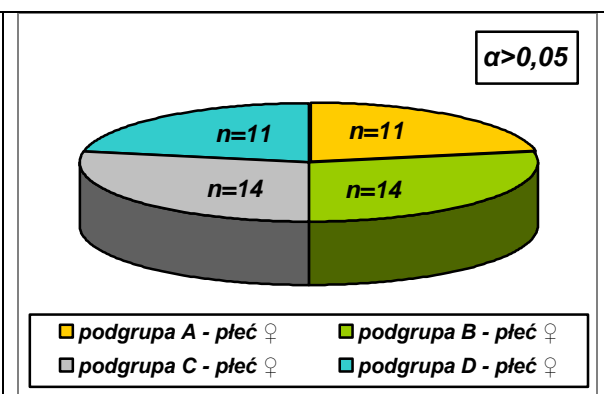 α>0,05
n=11 n=11
n=14 n=14
podgrupa A - płeć ♀ podgrupa B - płeć ♀
podgrupa C - płeć ♀ podgrupa D - płeć ♀